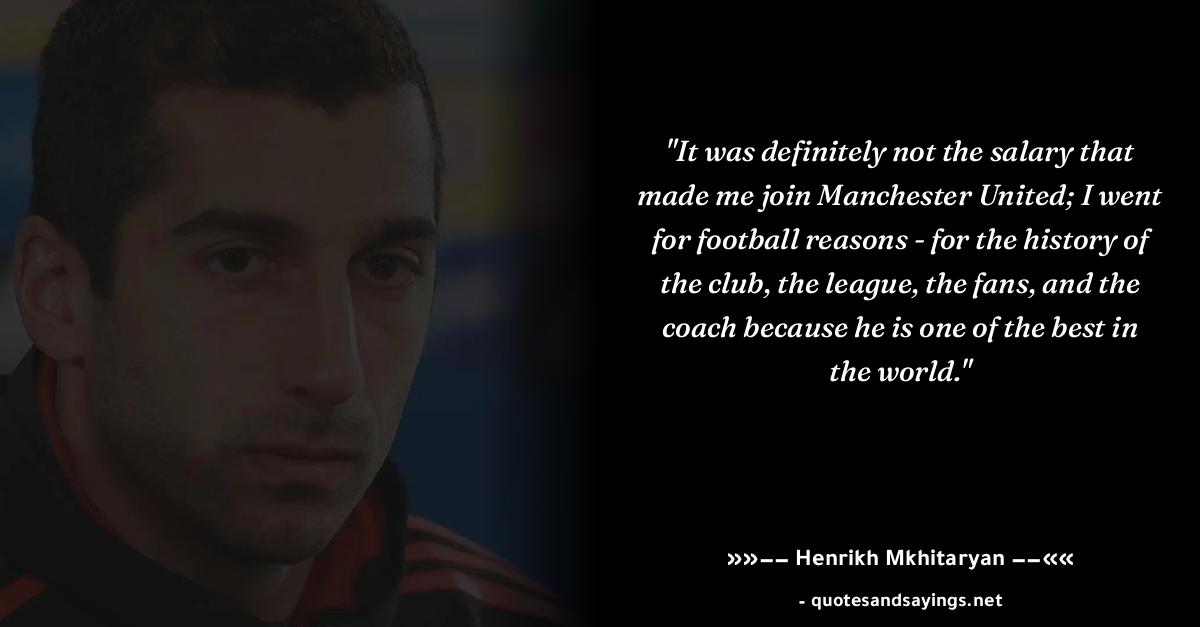 "It was definitely not the salary that
made me join Manchester United; I went
for football reasons - for the history of
the club, the league, the fans, and the
coach because he is one of the best in
the world."
»»–– Henrikh Mkhitaryan ––««
- quotesandsayings.net